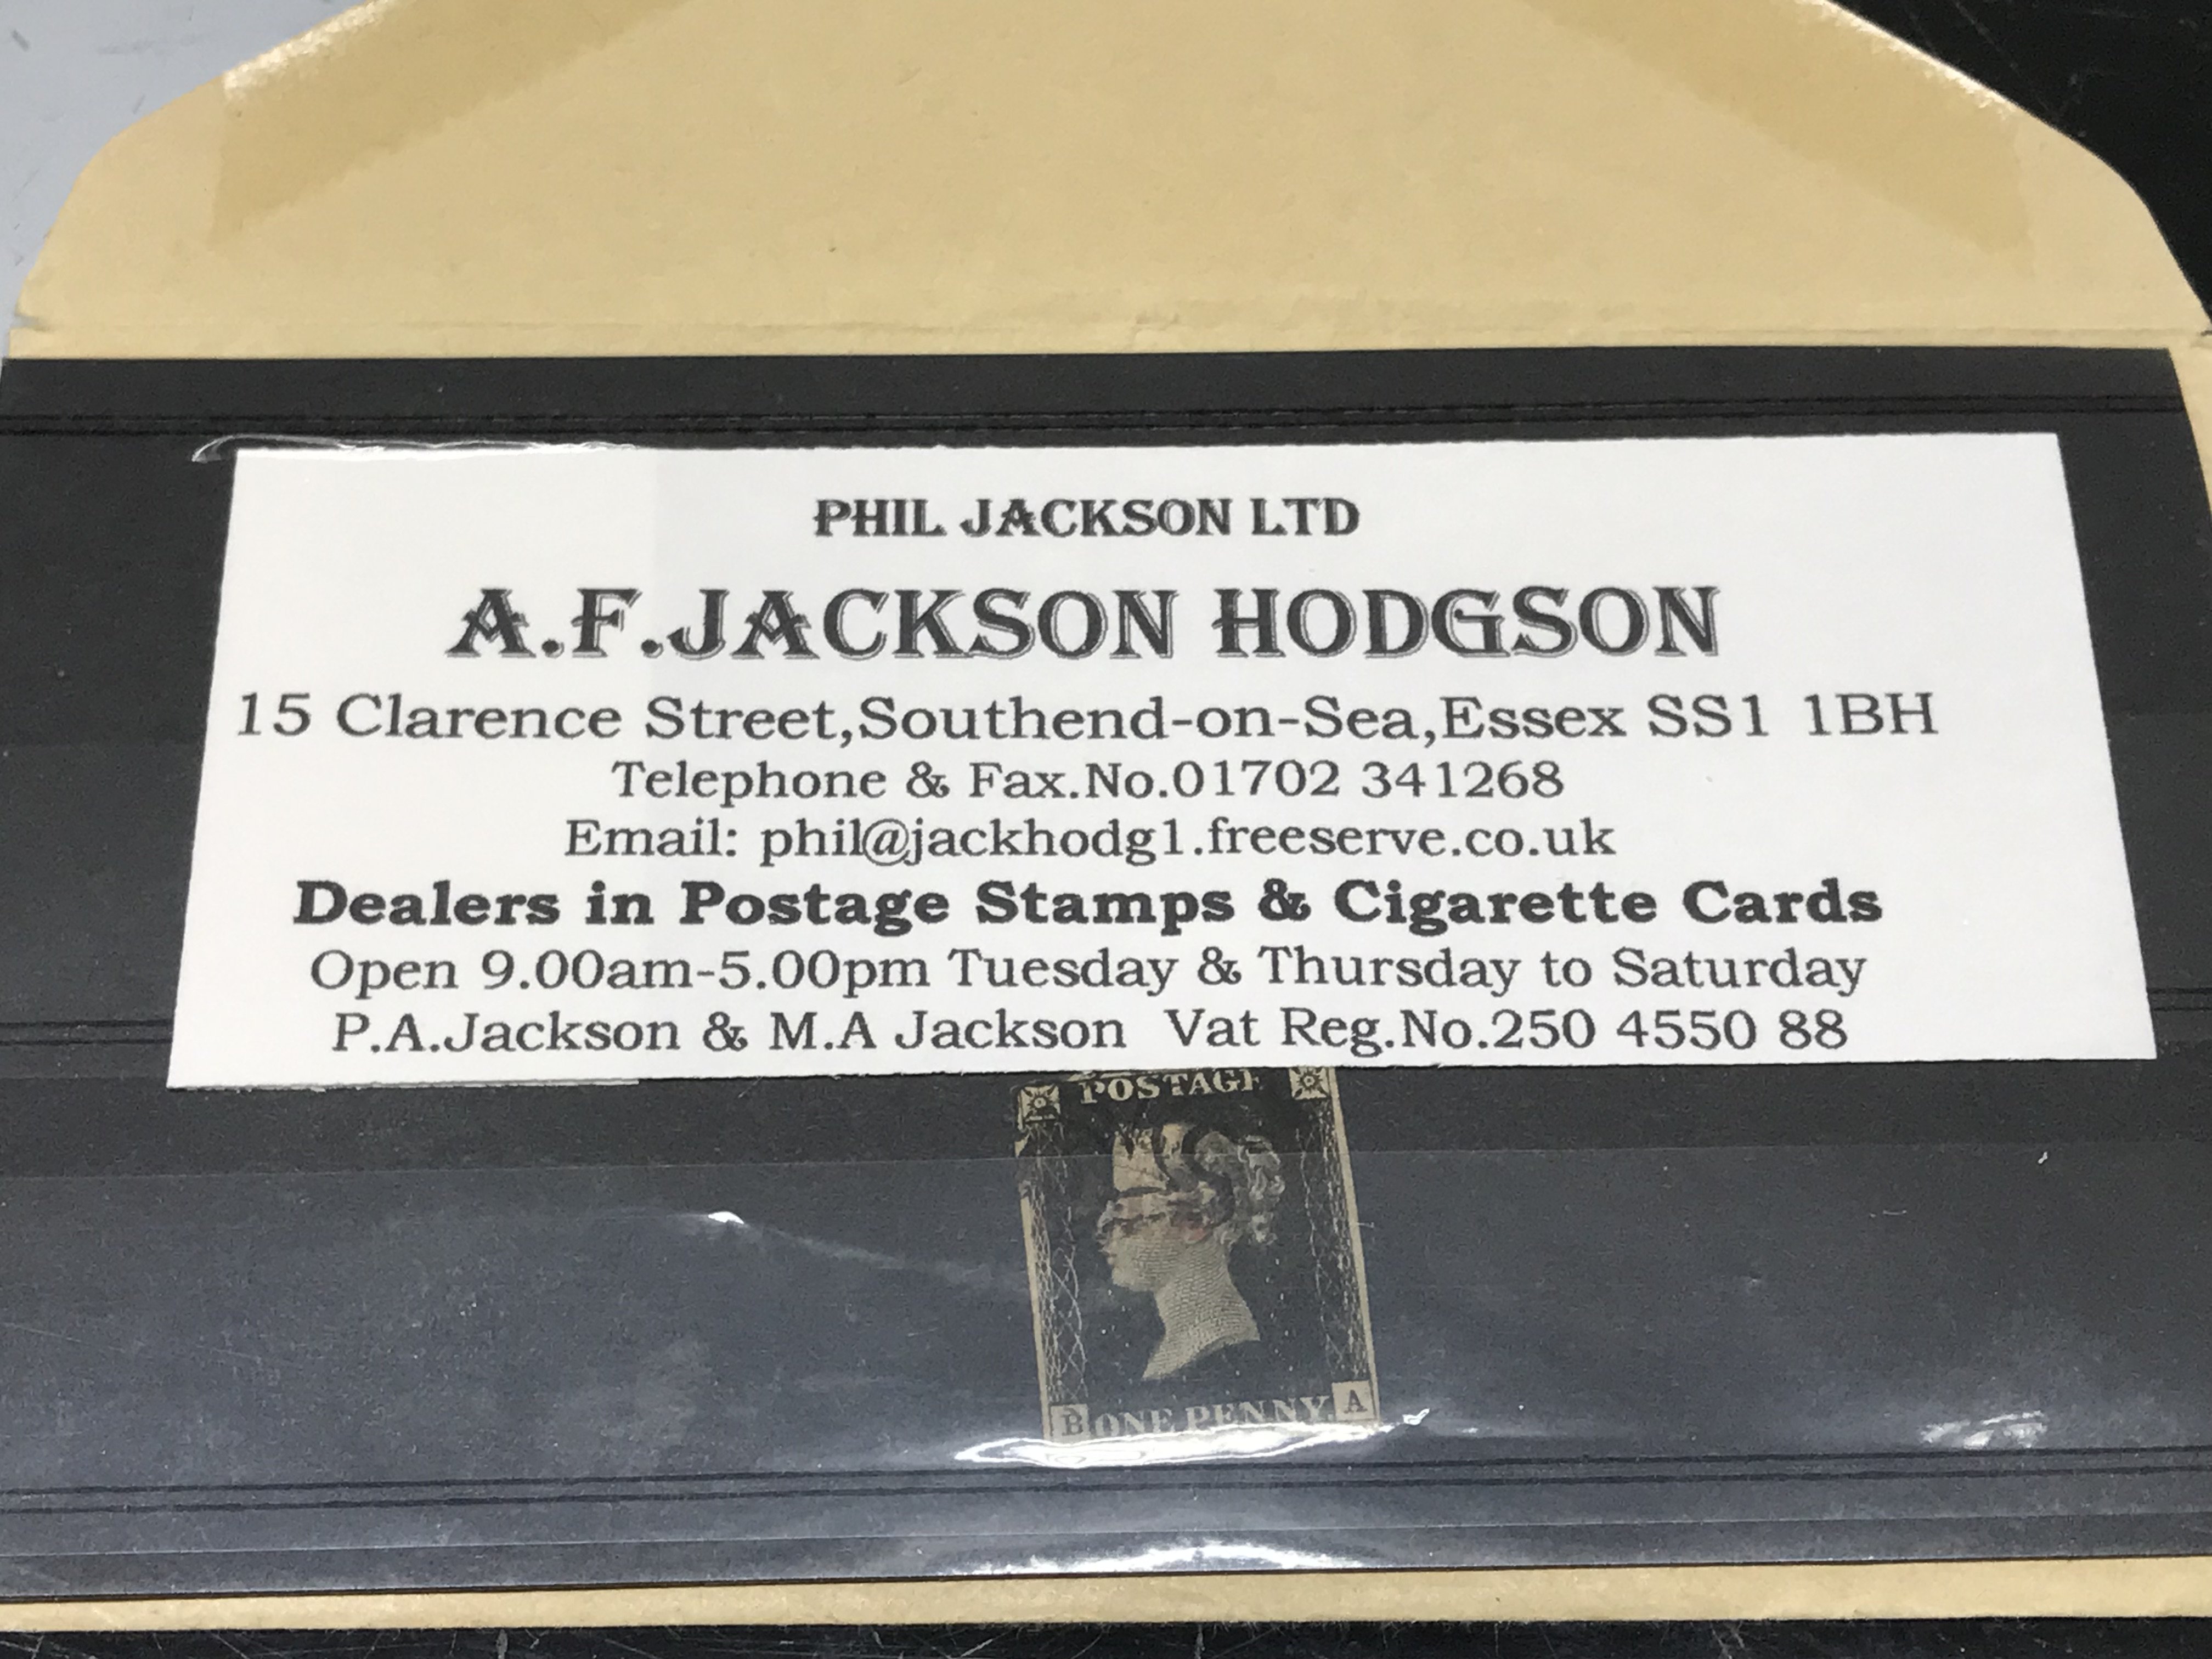 PHIL JACKSON LTD
A.F.JACKSON HODGSON
15 Clarence Street,Southend-on-Sea,Essex SS1 1BH
Telephone & Fax.No.01702 341268
Email: phil@jackhodg1.freeserve.co.uk
Dealers in Postage Stamps & Cigarette Cards
Open 9.00am-5.00pm Tuesday & Thursday to Saturday
P.A.Jackson & M.A Jackson Vat Reg.No.250 4550 88
POSTAGE
B ONE PENNY. A